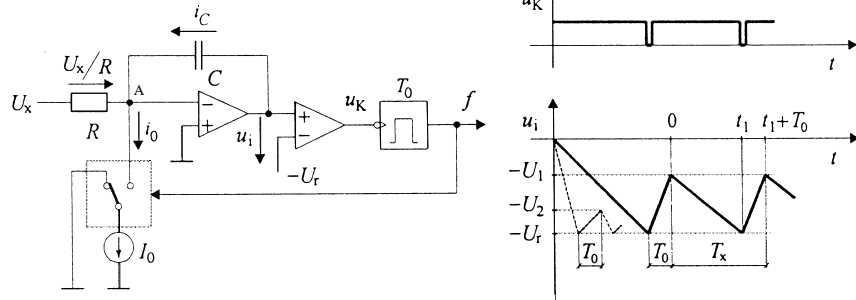 i_C
U_x/R
A
C
U_x
R
i_0
u_i
−
+
+
−
−U_r
u_K
T_0
f
I_0
u_K
t
u_i
0
t_1
t_1+T_0
t
−U_1
−U_2
−U_r
T_0
T_0
T_x